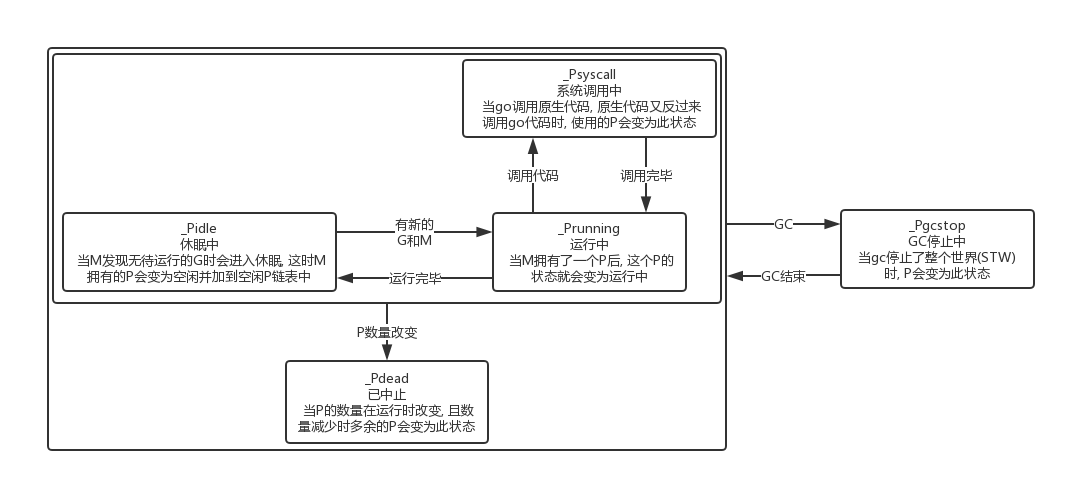 _Psyscall
系统调用中
当go调用原生代码, 原生代码又反过来
调用go代码时, 使用的P会变为此状态
调用代码
调用完毕
_Pidle
休眠中
当M发现无待运行的G时会进入休眠, 这时M
拥有的P会变为空闲并加到空闲P链表中
有新的
G和M
运行完毕
_Prunning
运行中
当M拥有了一个P后, 这个P的
状态就会变为运行中
GC
GC结束
_Pgcstop
GC停止中
当gc停止了整个世界(STW)
时, P会变为此状态
P数量改变
_Pdead
已中止
当P的数量在运行时改变, 且数
量减少时多余的P会变为此状态